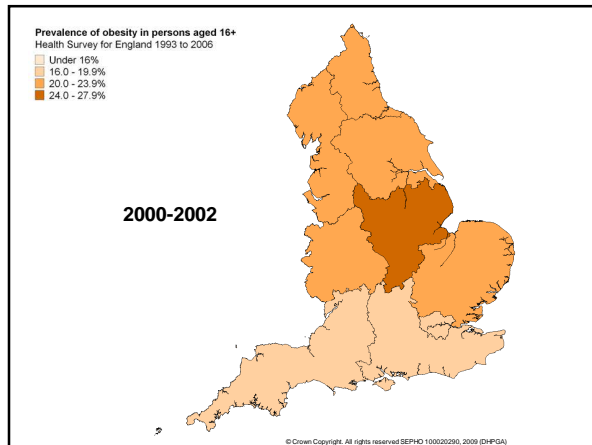 Prevalence of obesity in persons aged 16+
Health Survey for England 1993 to 2006
Under 16%
16.0 - 19.9%
20.0 - 23.9%
24.0 - 27.9%
2000-2002
© Crown Copyright. All rights reserved SEPHO 100020290, 2009 (DHPGA)